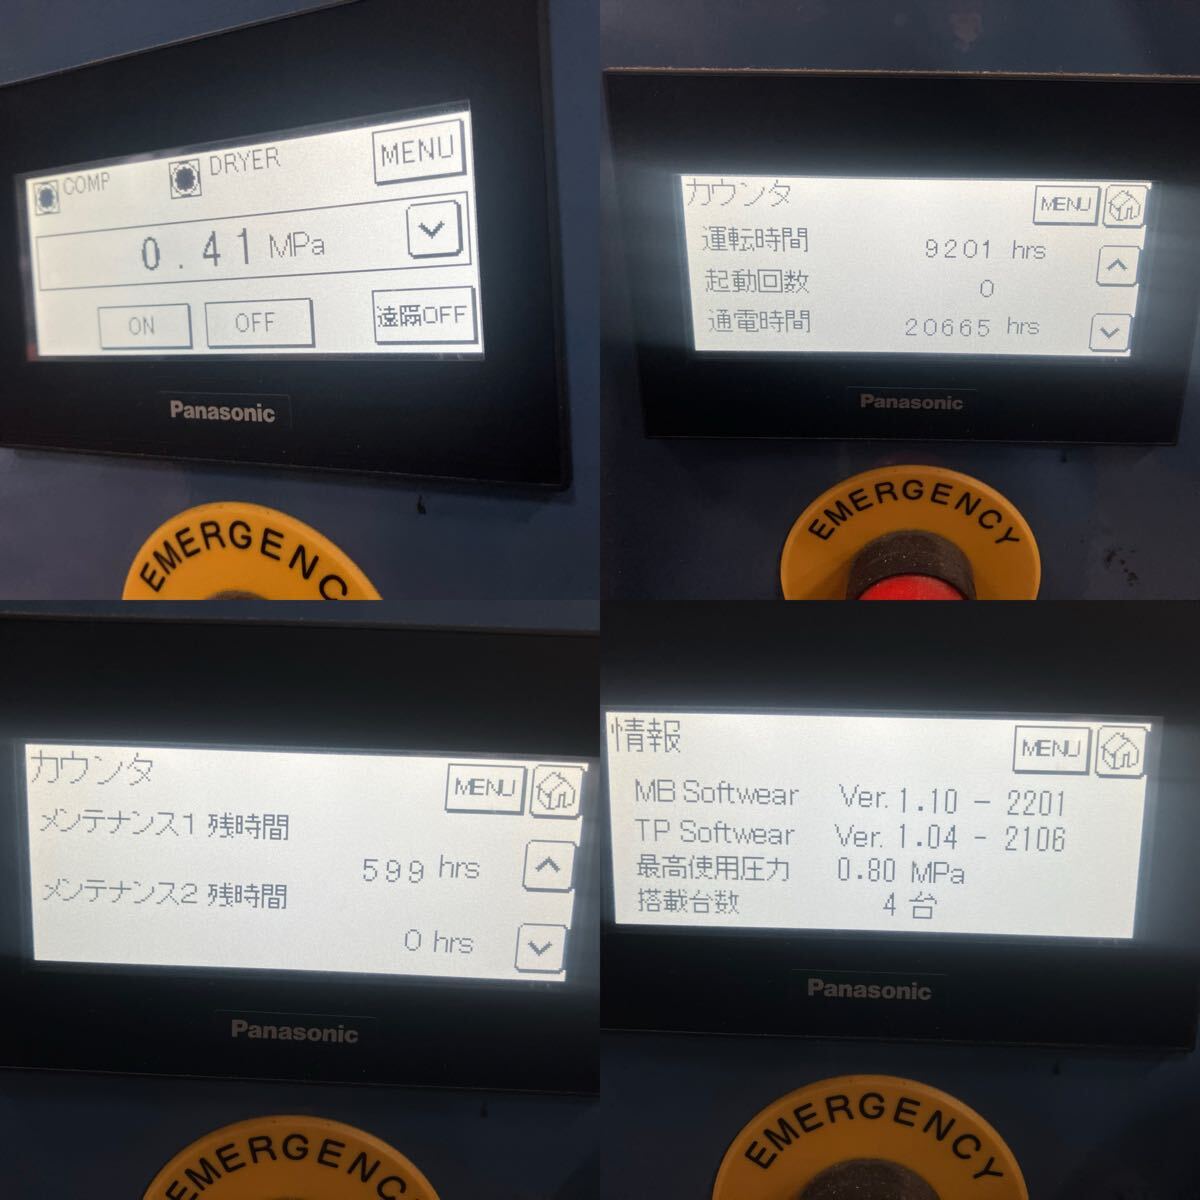 COMP
DRYER
MENU
0.41 MPa
ON
OFF
遠隔OFF
Panasonic
EMERGENC
カウンタ
MENU
運転時間 9201 hrs
起動回数 0
通電時間 20665 hrs
Panasonic
EMERGENCY
カウンタ
MENU
メンテナンス1 残時間
599 hrs
メンテナンス2 残時間
0 hrs
Panasonic
EMERGENC
情報
MENU
MB Softwear Ver. 1.10 - 2201
TP Softwear Ver. 1.04 - 2106
最高使用圧力 0.80 MPa
搭載台数 4 台
Panasonic
EMERGENCY